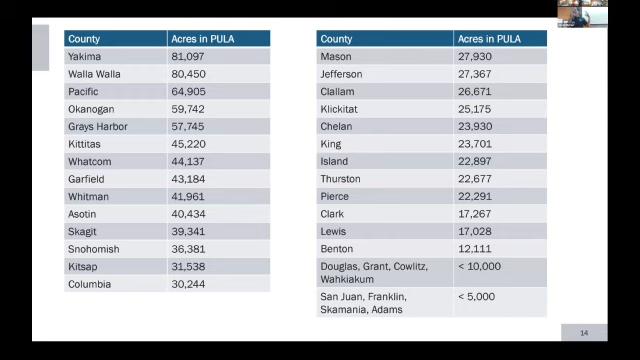 County Acres in PULA
Yakima 81,097
Walla Walla 80,450
Pacific 64,905
Okanogan 59,742
Grays Harbor 57,745
Kittitas 45,220
Whatcom 44,137
Garfield 43,184
Whitman 41,961
Asotin 40,434
Skagit 39,341
Snohomish 36,381
Kitsap 31,538
Columbia 30,244
County Acres in PULA
Mason 27,930
Jefferson 27,367
Clallam 26,671
Klickitat 25,175
Chelan 23,930
King 23,701
Island 22,897
Thurston 22,677
Pierce 22,291
Clark 17,267
Lewis 17,028
Benton 12,111
Douglas, Grant, Cowlitz, < 10,000
Wahkiakum
San Juan, Franklin, < 5,000
Skamania, Adams
14